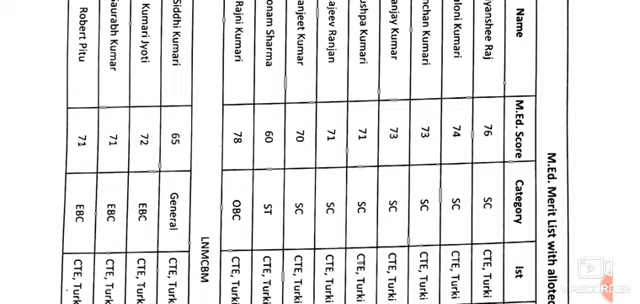 M.Ed. Merit List with alloted
Name M.Ed. Score Category Ist
yanshee Raj 76 SC CTE, Turki
aloni Kumari 74 SC CTE, Turki
nchan Kumari 73 SC CTE, Turki
anjay Kumar 73 SC CTE, Turki
ushpa Kumari 71 SC CTE, Turki
ajeev Ranjan 71 SC CTE, Turki
anjeet Kumar 70 SC CTE, Turki
onam Sharma 60 ST CTE, Turki
Rajni Kumari 78 OBC CTE, Turki
LNMCBM
Siddhi Kumari 65 General CTE, Turki
Kumari Jyoti 72 EBC CTE, Turk
Saurabh Kumar 71 EBC CTE, Turk
Robert Pitu 71 EBC CTE, Turk